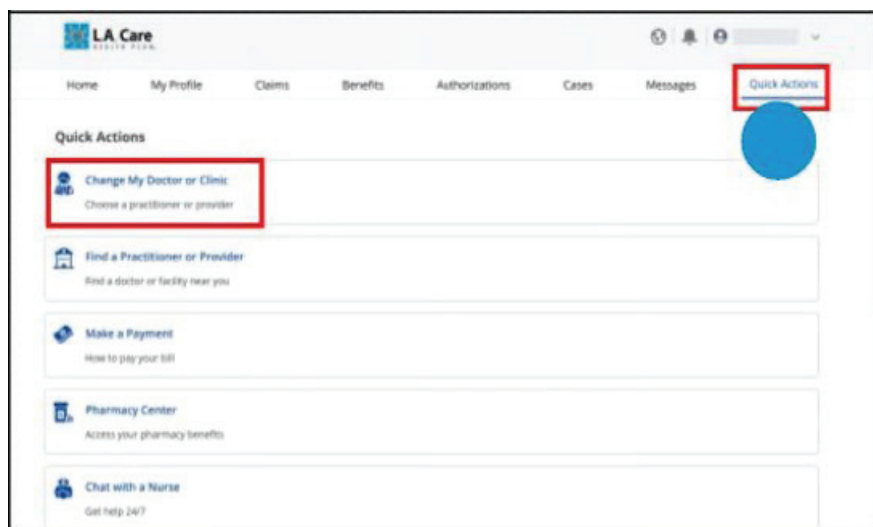 L.A. Care
HEALTH PLAN
Home My Profile Claims Benefits Authorizations Cases Messages Quick Actions
Quick Actions
Change My Doctor or Clinic
Choose a practitioner or provider
Find a Practitioner or Provider
Find a doctor or facility near you
Make a Payment
How to pay your bill
Pharmacy Center
Access your pharmacy benefits
Chat with a Nurse
Get help 24/7